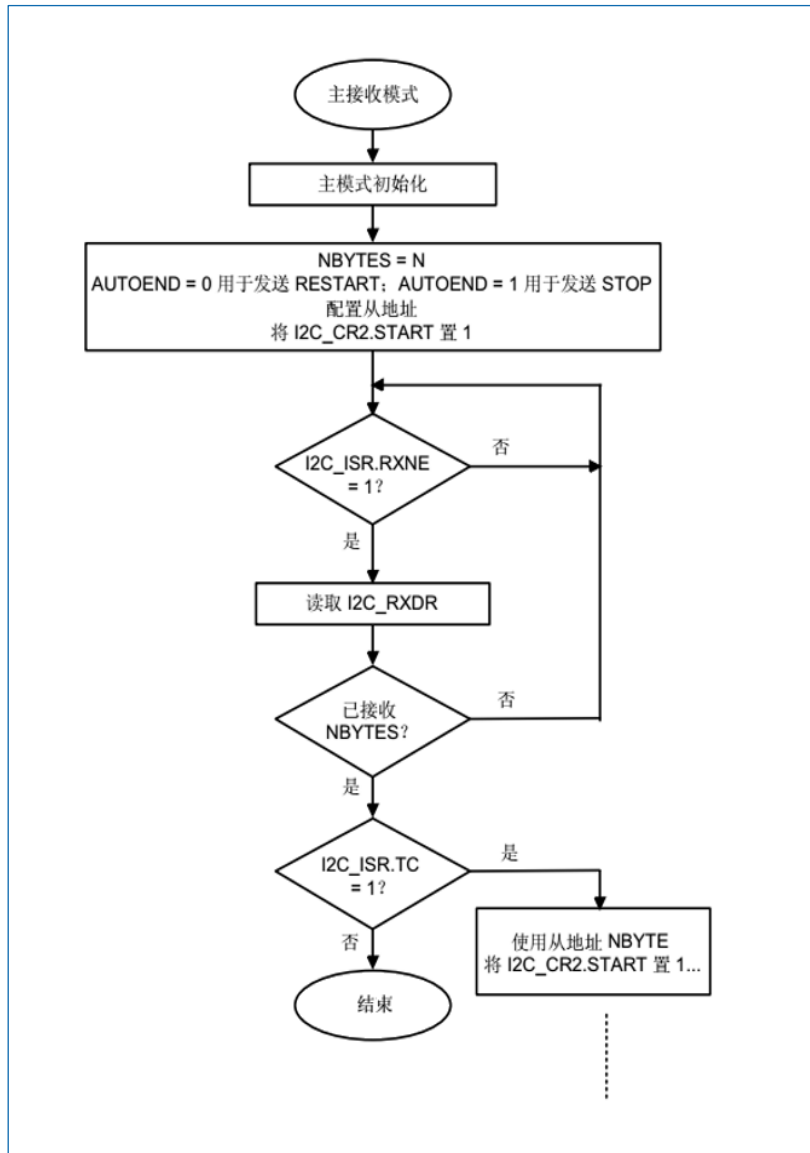 主接收模式
主模式初始化
NBYTES = N
AUTOEND = 0 用于发送 RESTART；AUTOEND = 1 用于发送 STOP
配置从地址
将 I2C_CR2.START 置 1
I2C_ISR.RXNE
= 1?
否
是
读取 I2C_RXDR
已接收
NBYTES?
否
是
I2C_ISR.TC
= 1?
是
否
使用从地址 NBYTE
将 I2C_CR2.START 置 1...
结束